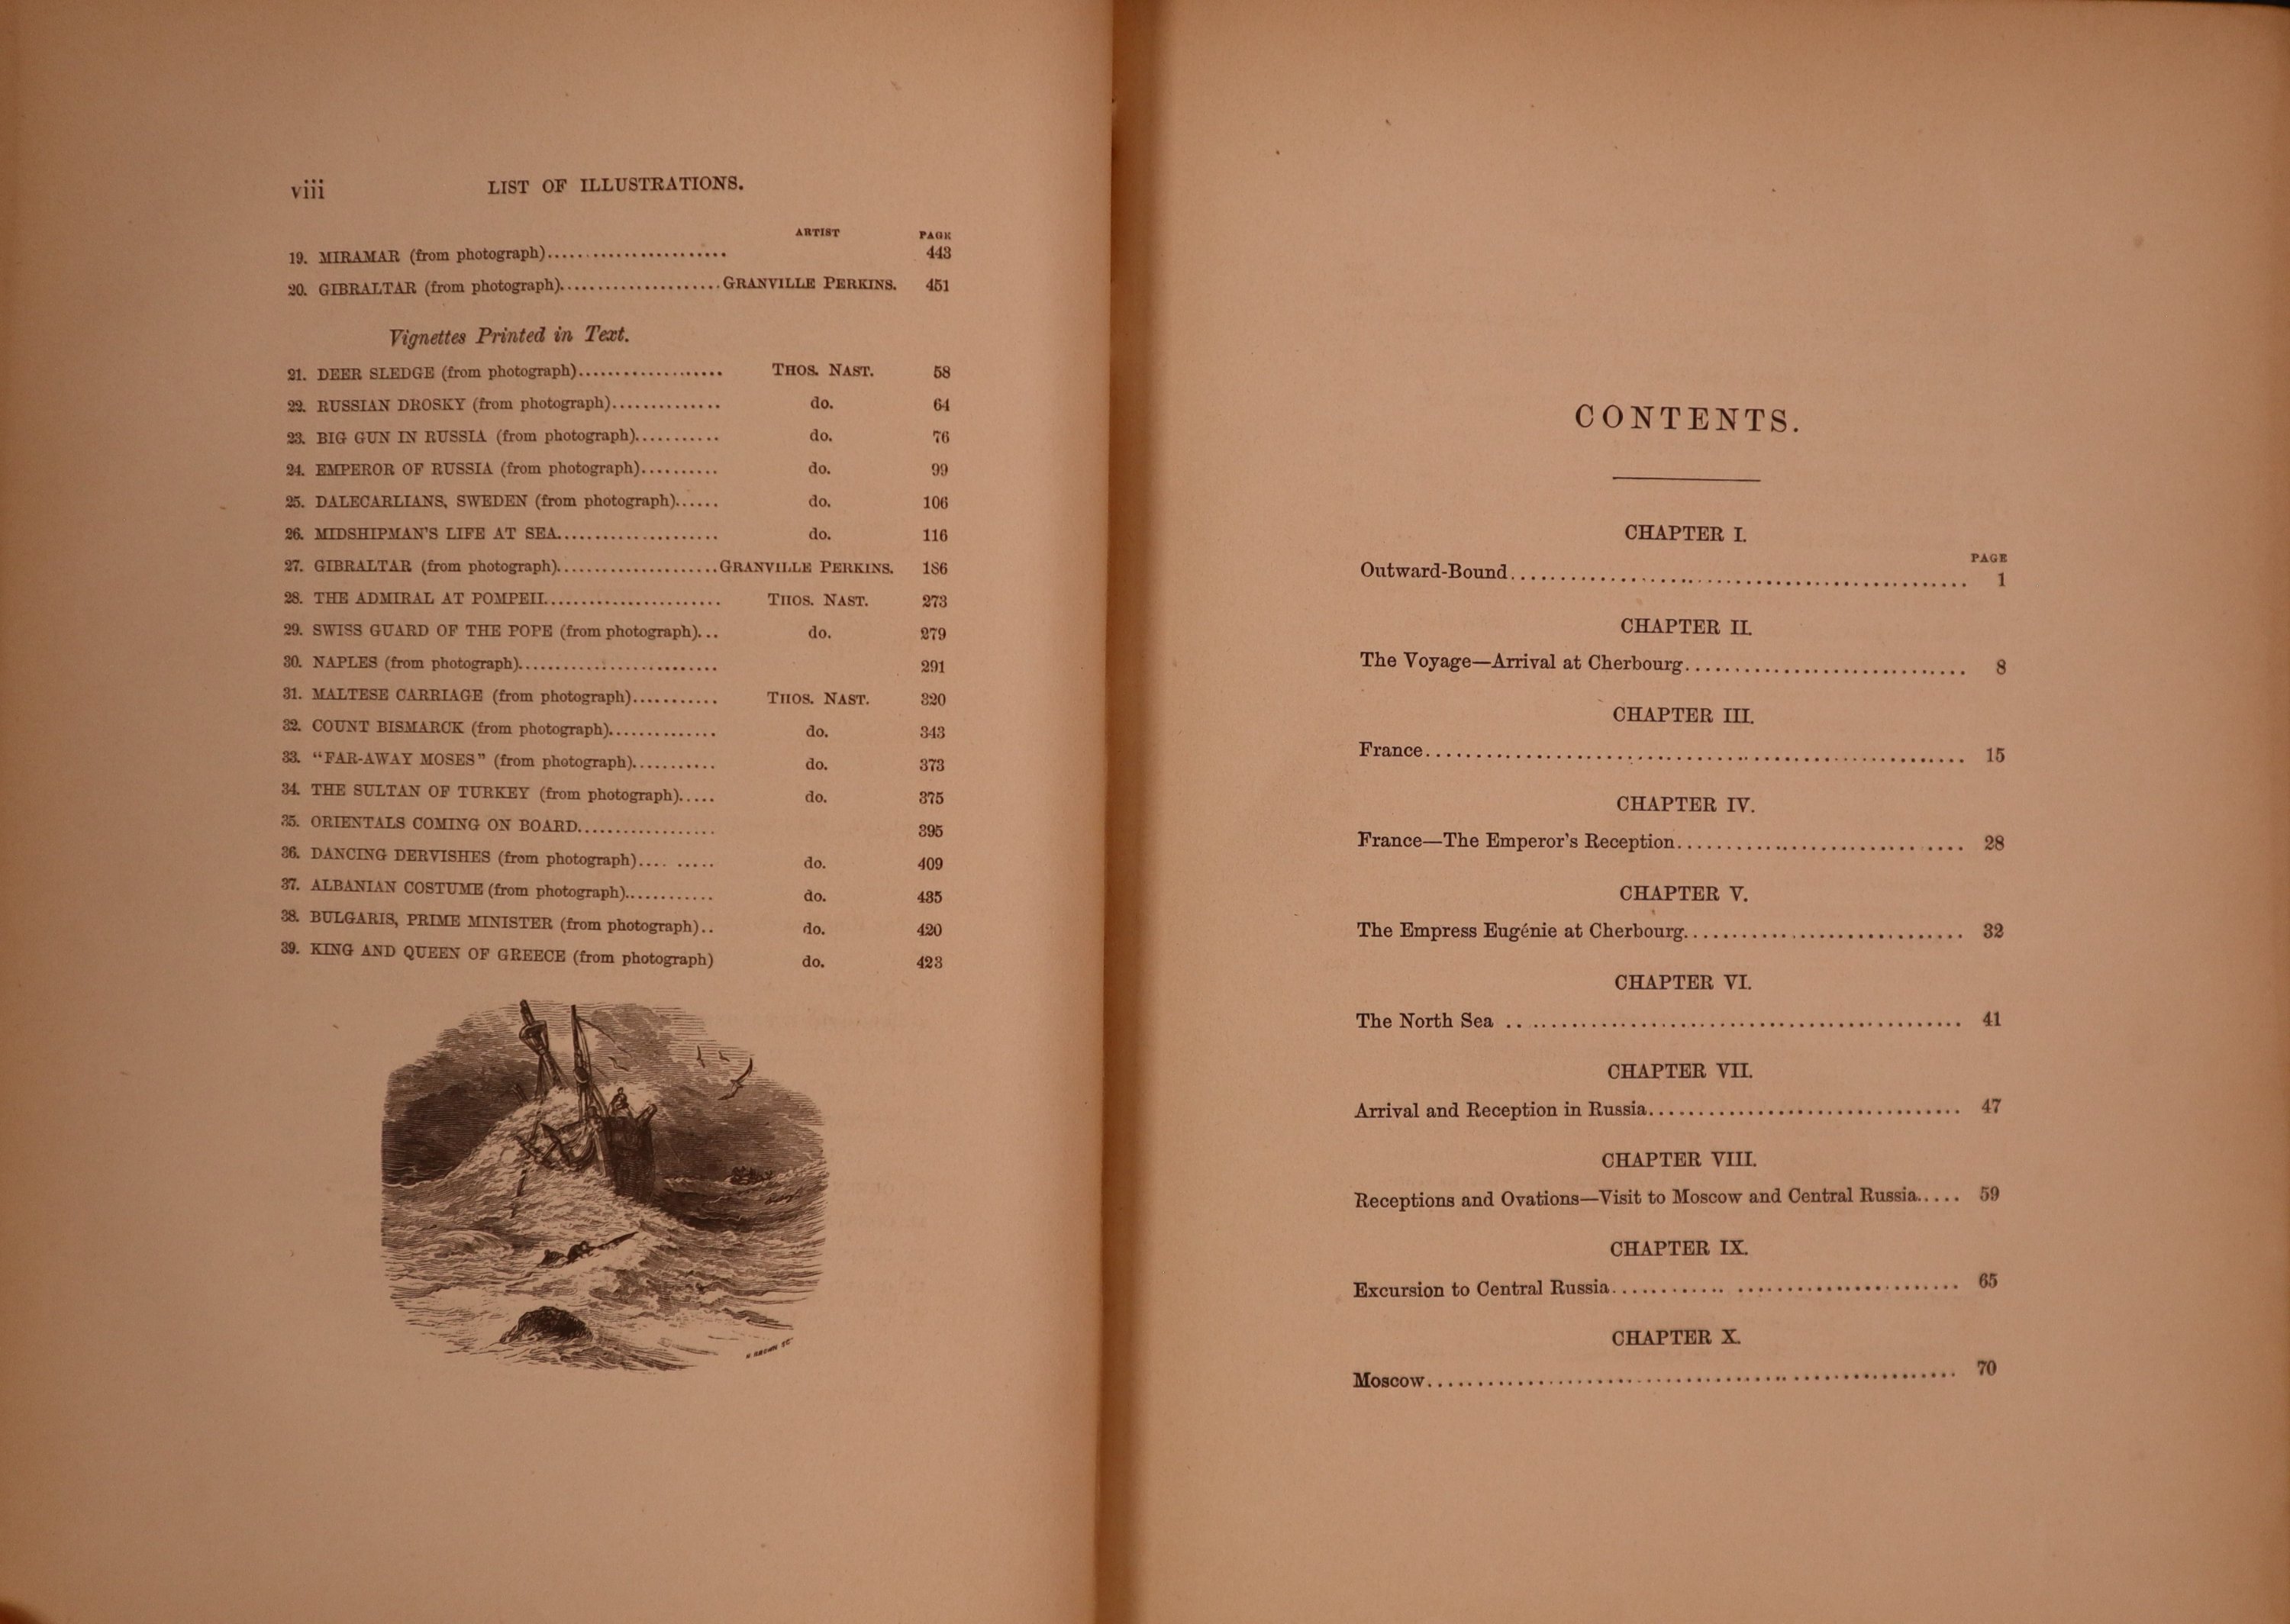 viii LIST OF ILLUSTRATIONS.
ARTIST PAGE
19. MIRAMAR (from photograph)........................ 443
20. GIBRALTAR (from photograph).....................GRANVILLE PERKINS. 451
Vignettes Printed in Text.
21. DEER SLEDGE (from photograph)................... THOS. NAST. 58
22. RUSSIAN DROSKY (from photograph).............. do. 64
23. BIG GUN IN RUSSIA (from photograph)........... do. 76
24. EMPEROR OF RUSSIA (from photograph).......... do. 99
25. DALECARLIANS, SWEDEN (from photograph)...... do. 106
26. MIDSHIPMAN'S LIFE AT SEA..................... do. 116
27. GIBRALTAR (from photograph).....................GRANVILLE PERKINS. 186
28. THE ADMIRAL AT POMPEII....................... THOS. NAST. 273
29. SWISS GUARD OF THE POPE (from photograph)... do. 279
30. NAPLES (from photograph).......................... 291
31. MALTESE CARRIAGE (from photograph)........... THOS. NAST. 320
32. COUNT BISMARCK (from photograph).............. do. 343
33. “FAR-AWAY MOSES” (from photograph)........... do. 373
34. THE SULTAN OF TURKEY (from photograph)..... do. 375
35. ORIENTALS COMING ON BOARD.................. 395
36. DANCING DERVISHES (from photograph).... ..... do. 409
37. ALBANIAN COSTUME (from photograph)............ do. 435
38. BULGARIS, PRIME MINISTER (from photograph).. do. 420
39. KING AND QUEEN OF GREECE (from photograph) do. 423
CONTENTS.
CHAPTER I.
PAGE
Outward-Bound.................................................. 1
CHAPTER II.
The Voyage—Arrival at Cherbourg............................... 8
CHAPTER III.
France......................................................... 15
CHAPTER IV.
France—The Emperor's Reception............................... 28
CHAPTER V.
The Empress Eugénie at Cherbourg.............................. 32
CHAPTER VI.
The North Sea ................................................ 41
CHAPTER VII.
Arrival and Reception in Russia................................ 47
CHAPTER VIII.
Receptions and Ovations—Visit to Moscow and Central Russia..... 59
CHAPTER IX.
Excursion to Central Russia............ ....................... 65
CHAPTER X.
Moscow......................................................... 70